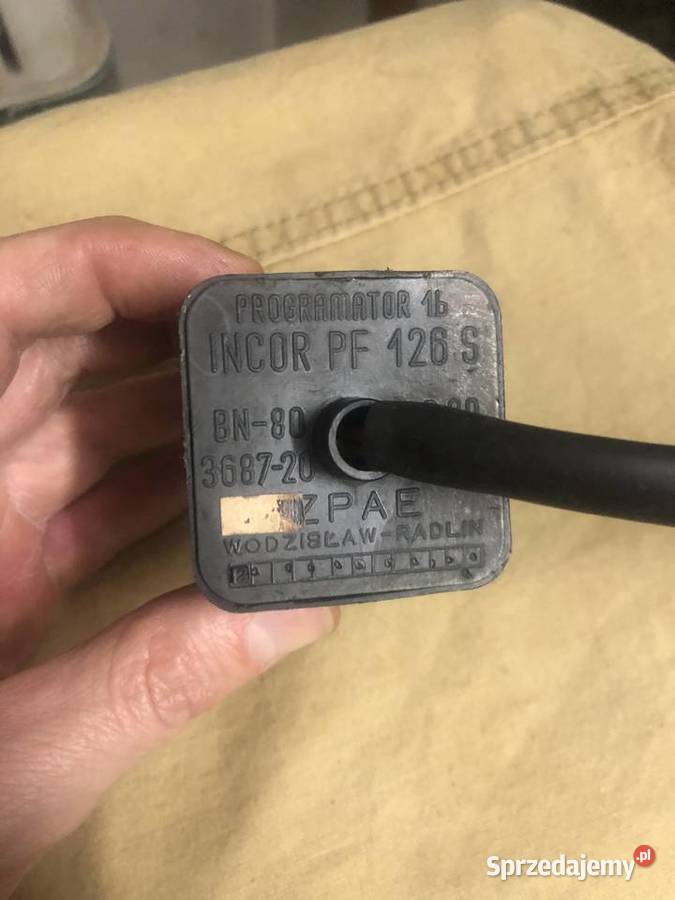 PROGRAMATOR 1b
INCOR PF 126 S
BN-80
3687-20
ZPAE
WODZISŁAW-RADLIN
Sprzedajemy.pl